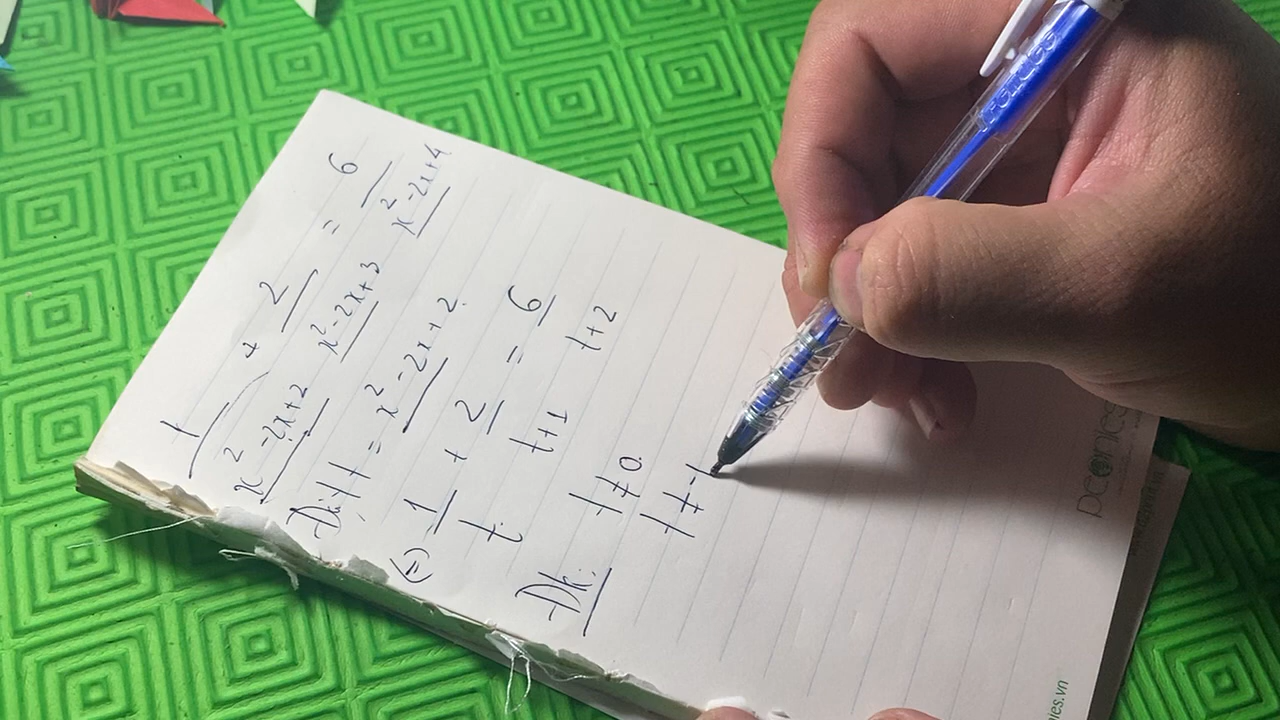 1/(x²-2x+2) + 2/(x²-2x+3) = 6/(x²-2x+4)
Đặt t = x²-2x+2
(=) 1/t + 2/(t+1) = 6/(t+2)
Đk: t≠0
t≠-1